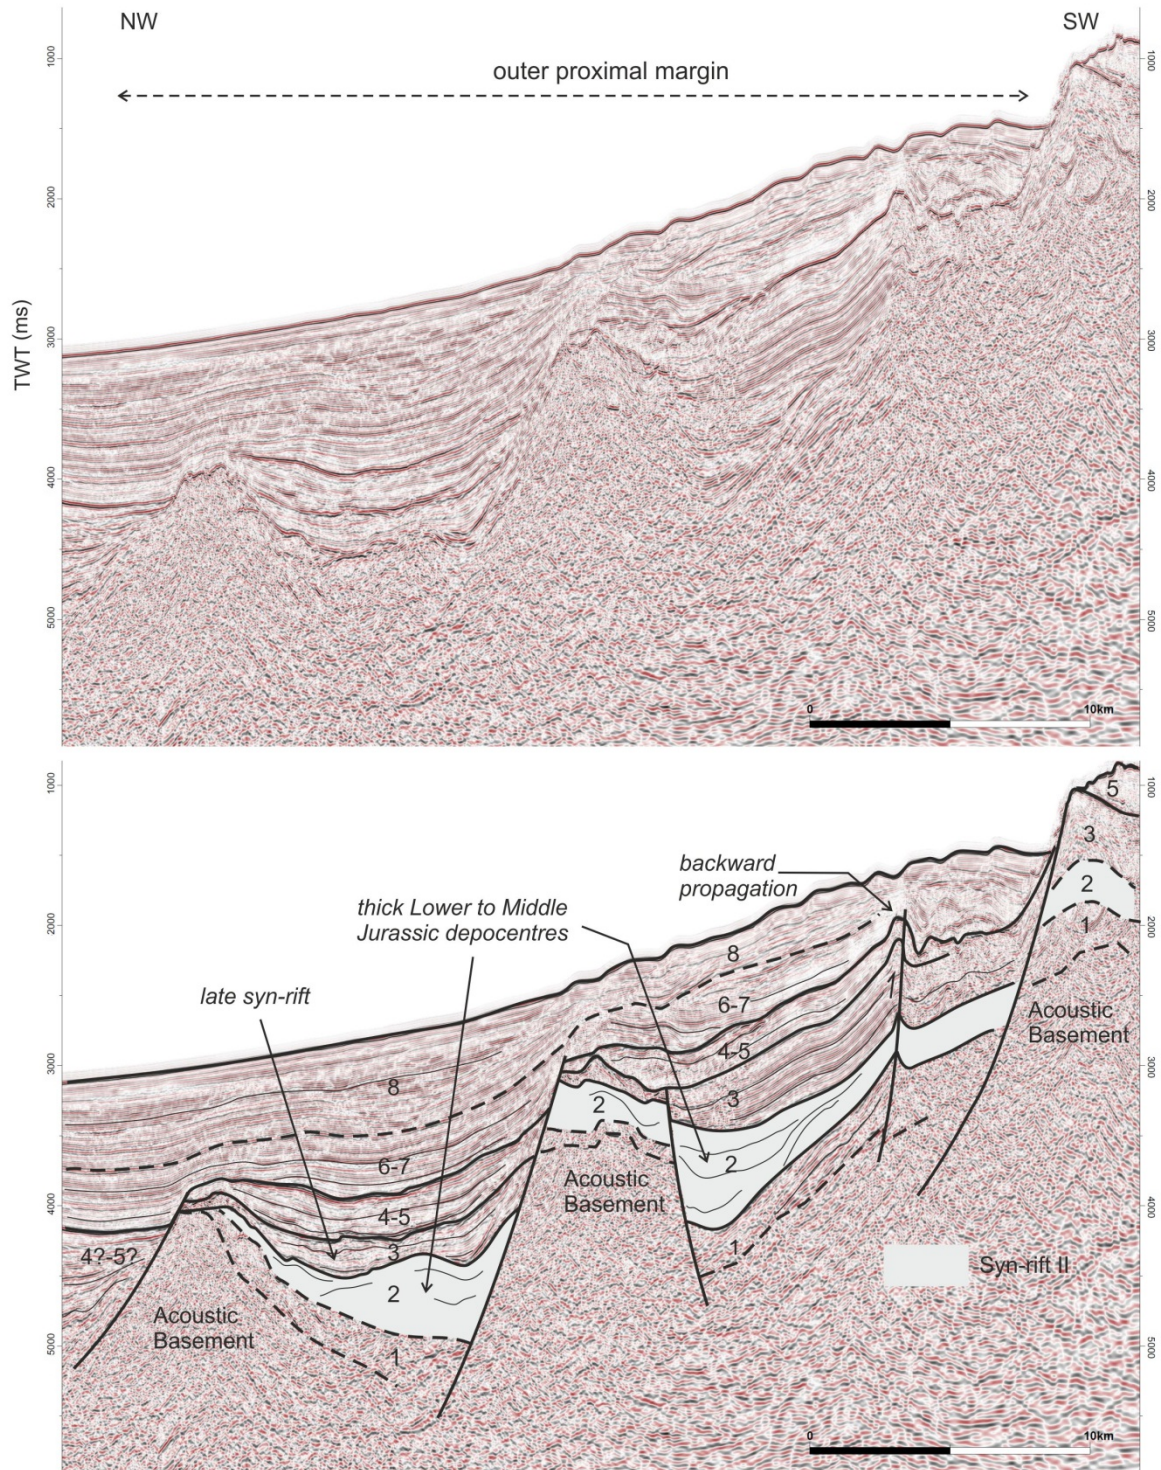 NW
SW
outer proximal margin
1000
1000
2000
2000
TWT (ms)
3000
3000
4000
4000
5000
5000
0
10km
1000
1000
5
3
backward
propagation
2
thick Lower to Middle
Jurassic depocentres
2000
2000
1
8
late syn-rift
6-7
Acoustic
Basement
1
4-5
3000
3000
8
3
2
6-7
2
Acoustic
Basement
4000
4000
4-5
1
3
4?-5?
Syn-rift II
2
Acoustic
Basement
1
5000
5000
0
10km